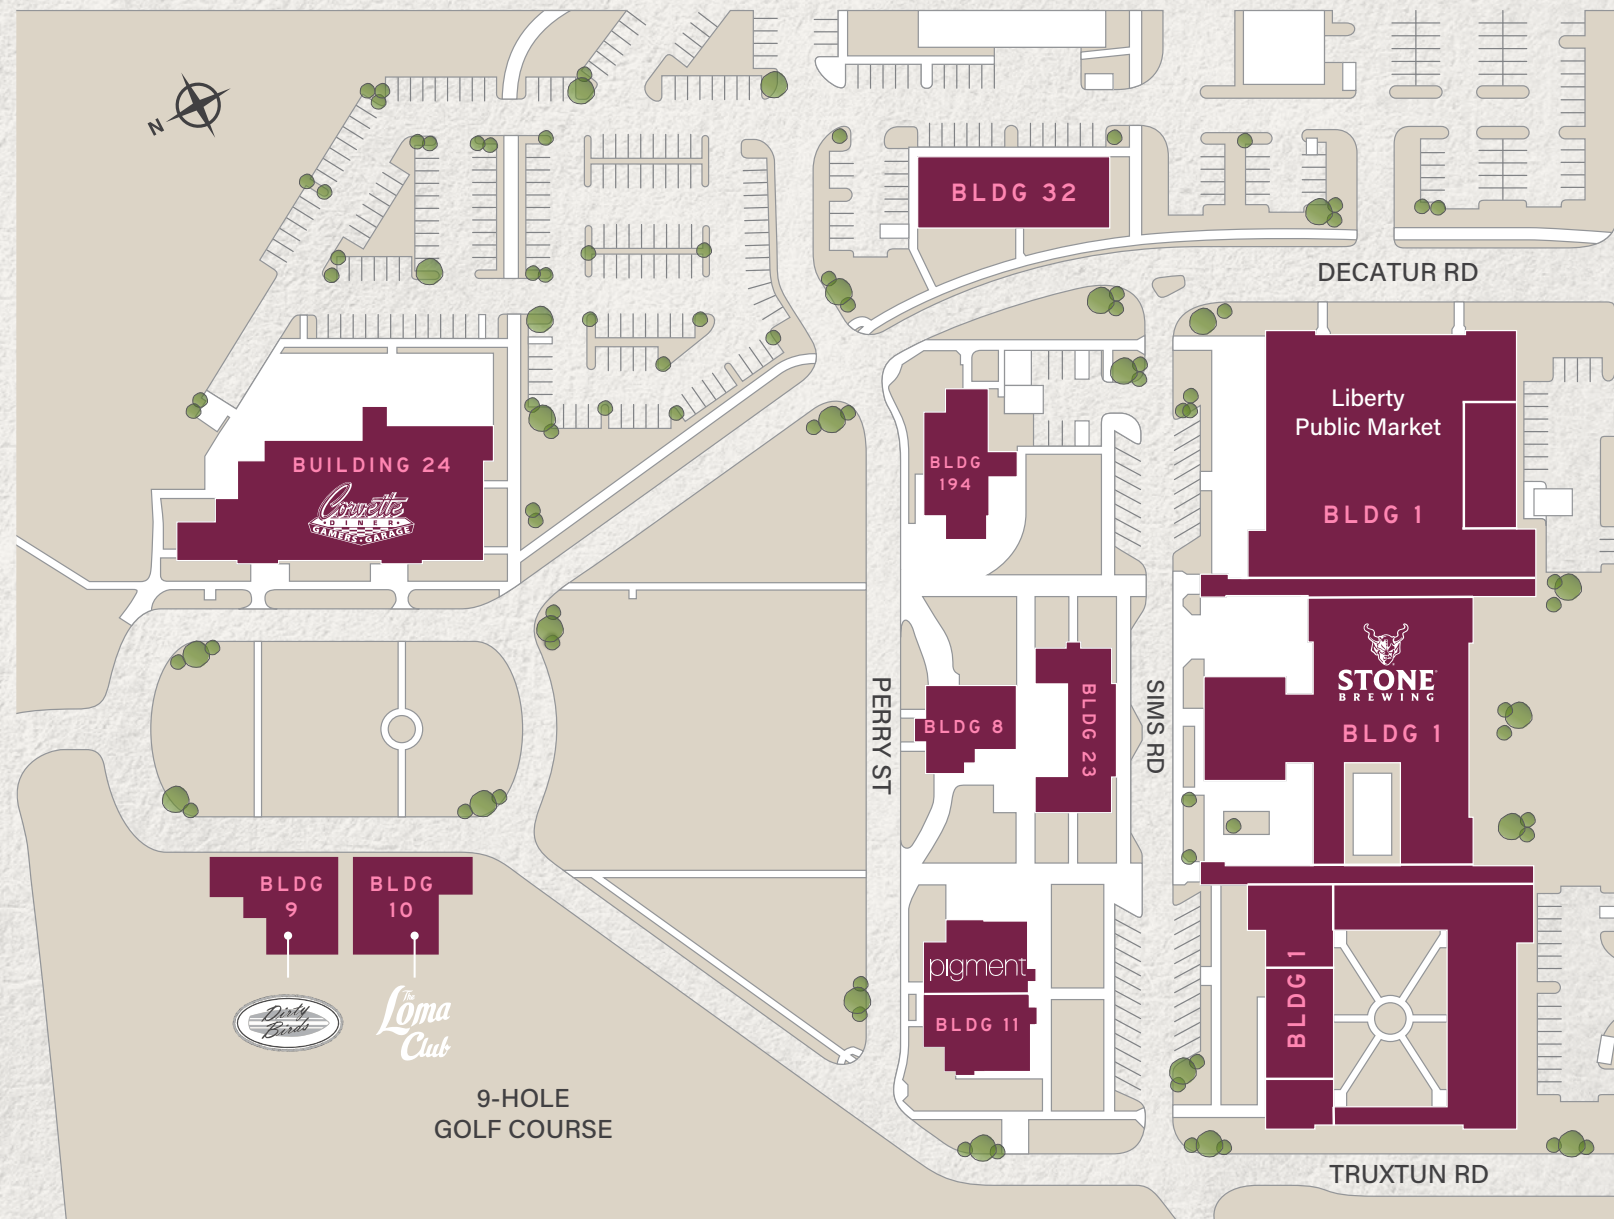 N
BLDG 32
DECATUR RD
Liberty
Public Market
BLDG 1
BUILDING 24
Corvette
DINER
GAMERS·GARAGE
BLDG
194
STONE
BREWING
BLDG 1
PERRY ST
BLDG 8
BLDG 23
SIMS RD
BLDG
9
BLDG
10
Dirty
Birds
The
Loma
Club
pigment
BLDG 11
BLDG 1
9-HOLE
GOLF COURSE
TRUXTUN RD